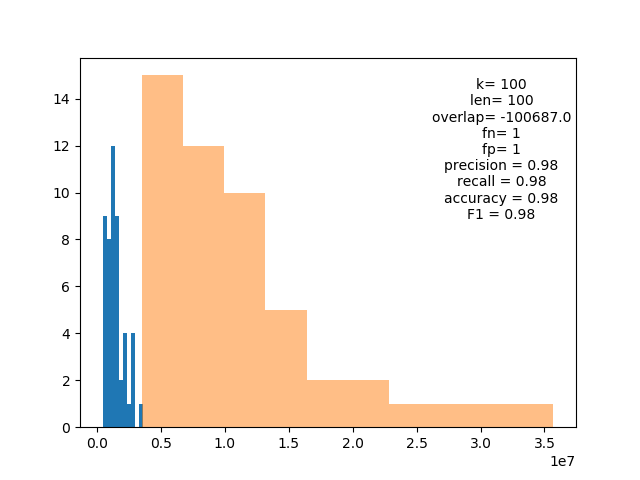 k= 100
len= 100
overlap= -100687.0
fn= 1
fp= 1
precision = 0.98
recall = 0.98
accuracy = 0.98
F1 = 0.98
14
12
10
8
6
4
2
0
0.0 0.5 1.0 1.5 2.0 2.5 3.0 3.5
1e7